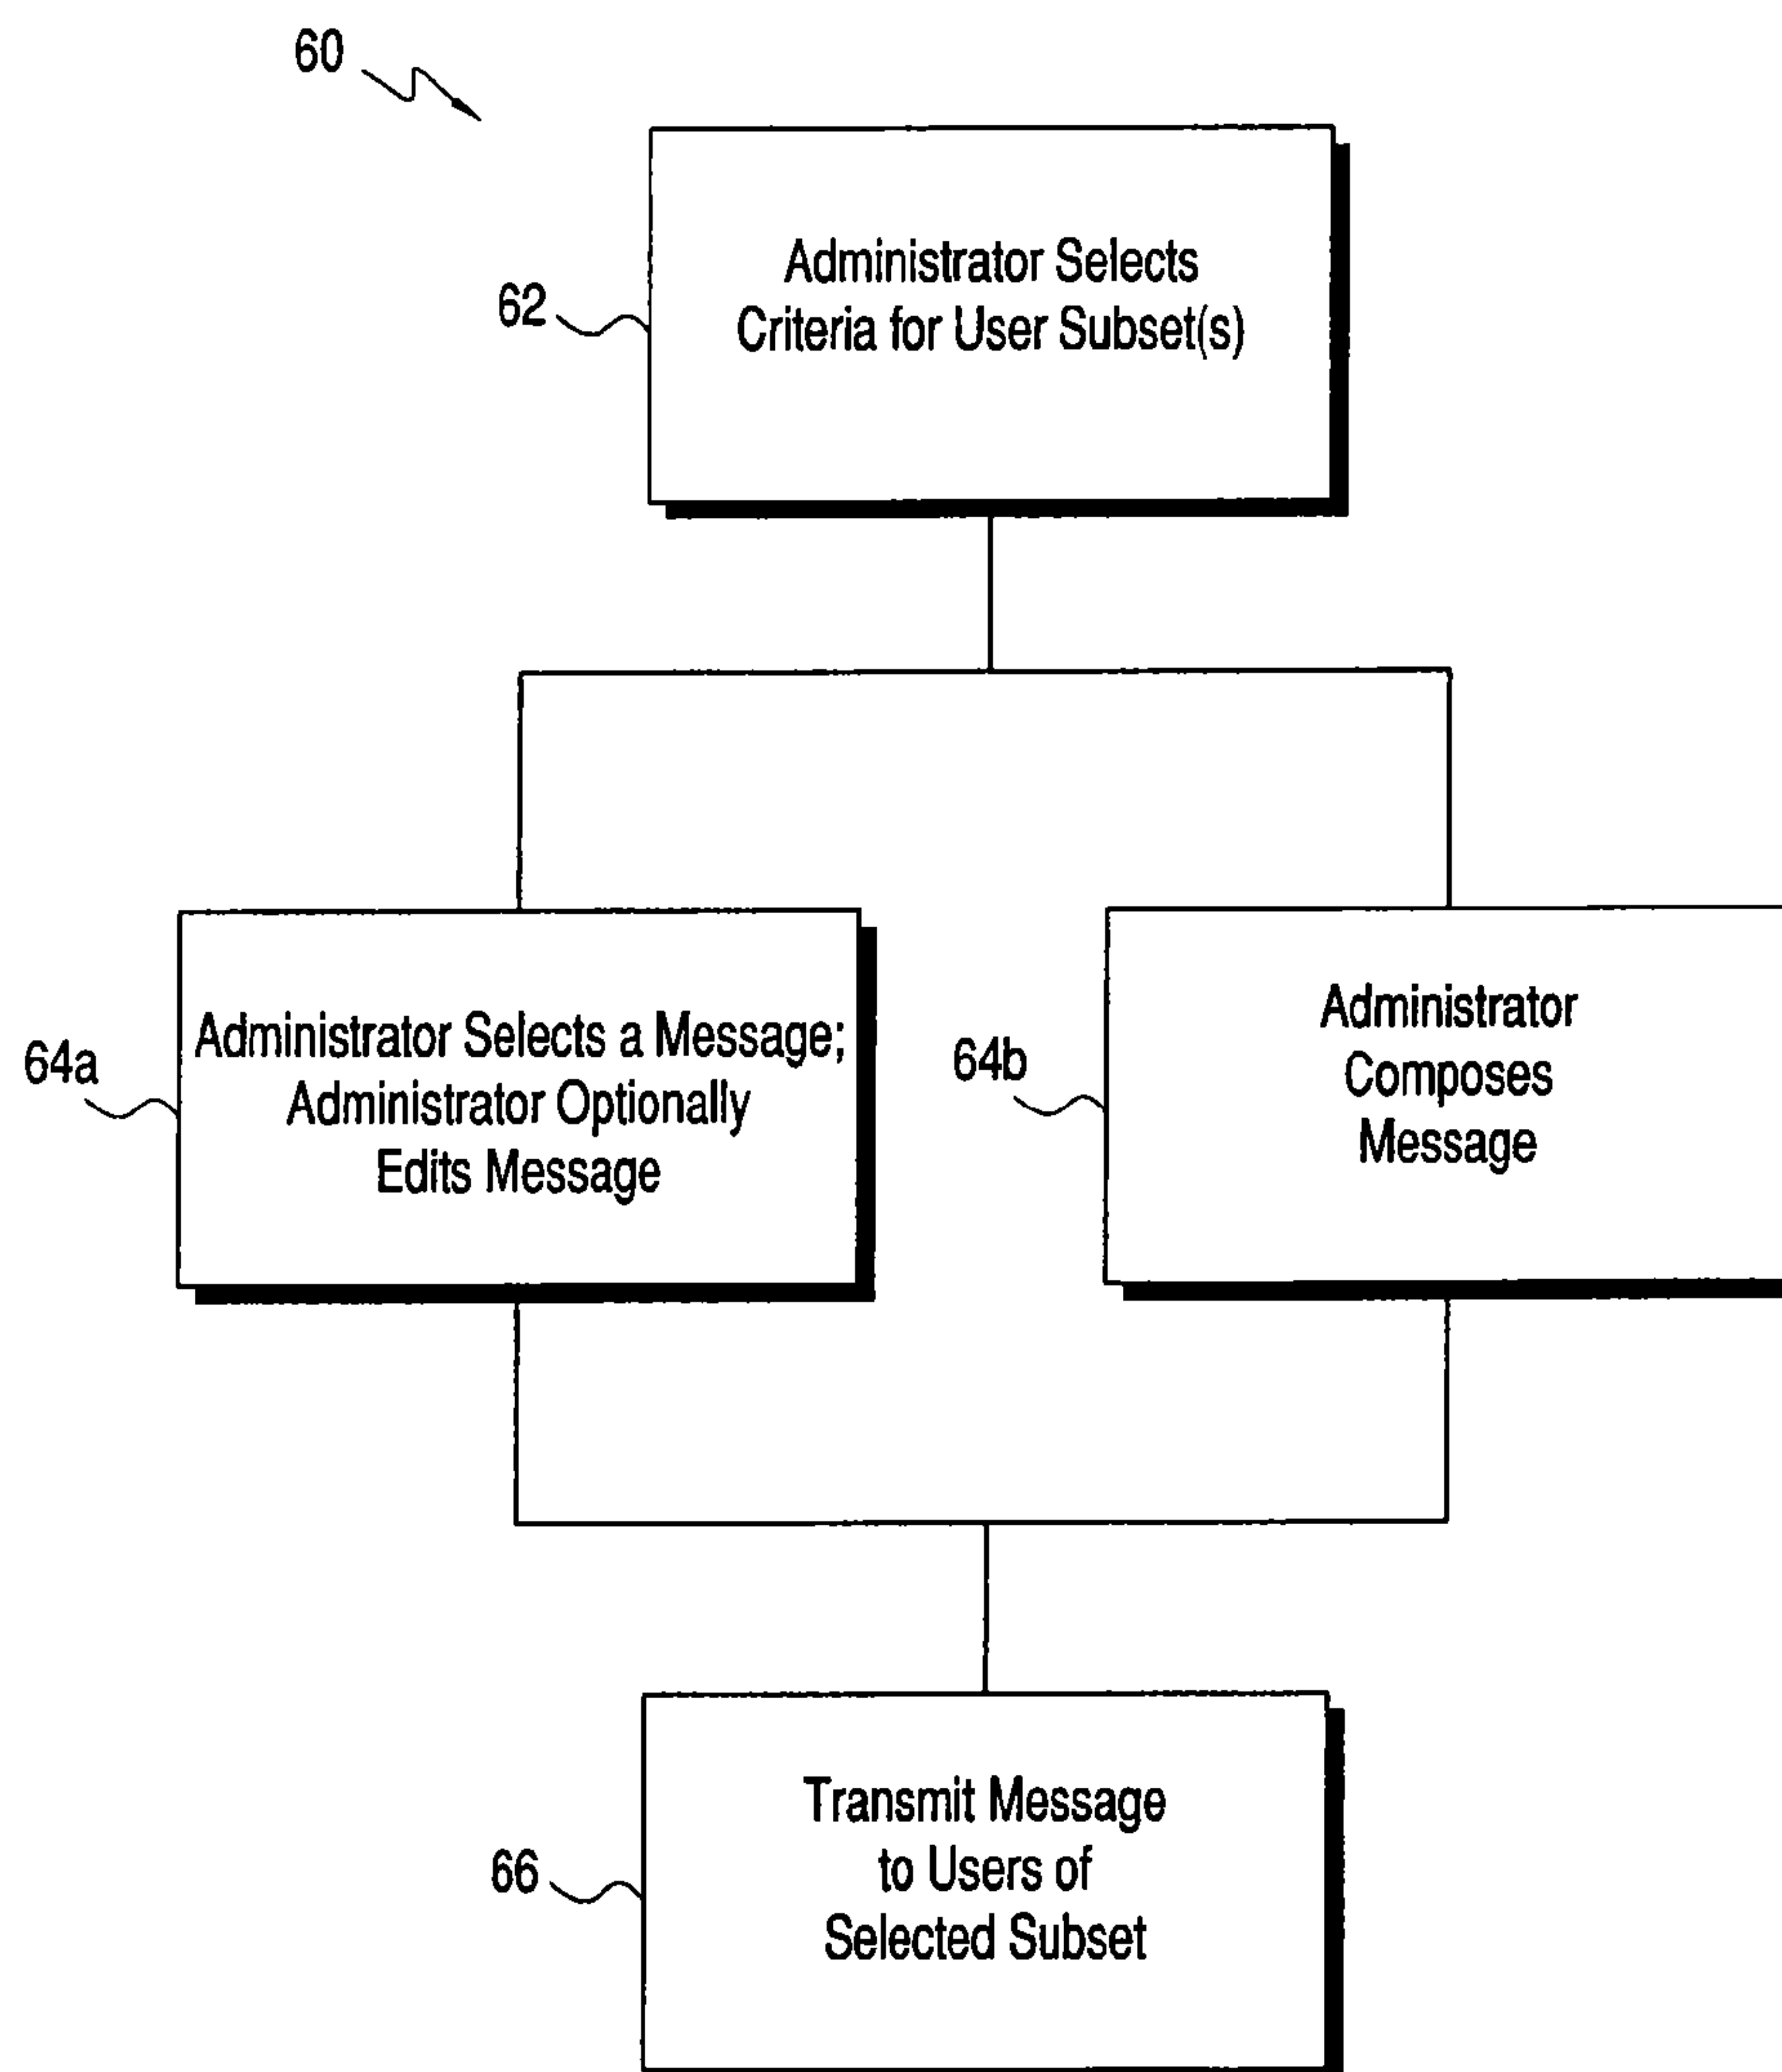 60
Administrator Selects
Criteria for User Subset(s)
62
Administrator Selects a Message;
Administrator Optionally
Edits Message
64a
Administrator
Composes
Message
64b
Transmit Message
to Users of
Selected Subset
66